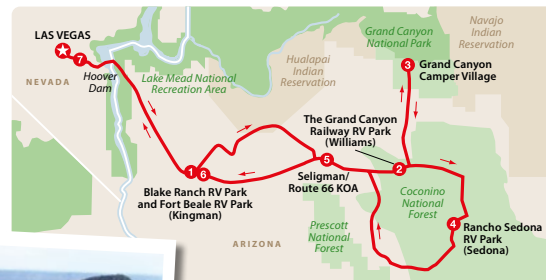 LAS VEGAS
7
NEVADA
Hoover
Dam
Lake Mead National
Recreation Area
Hualapai
Indian
Reservation
Grand Canyon
National Park
Navajo
Indian
Reservation
3 Grand Canyon
Camper Village
The Grand Canyon
Railway RV Park
(Williams)
2
1 6
Blake Ranch RV Park
and Fort Beale RV Park
(Kingman)
5
Seligman/
Route 66 KOA
Coconino
National
Forest
Prescott
National
Forest
4 Rancho Sedona
RV Park
(Sedona)
ARIZONA